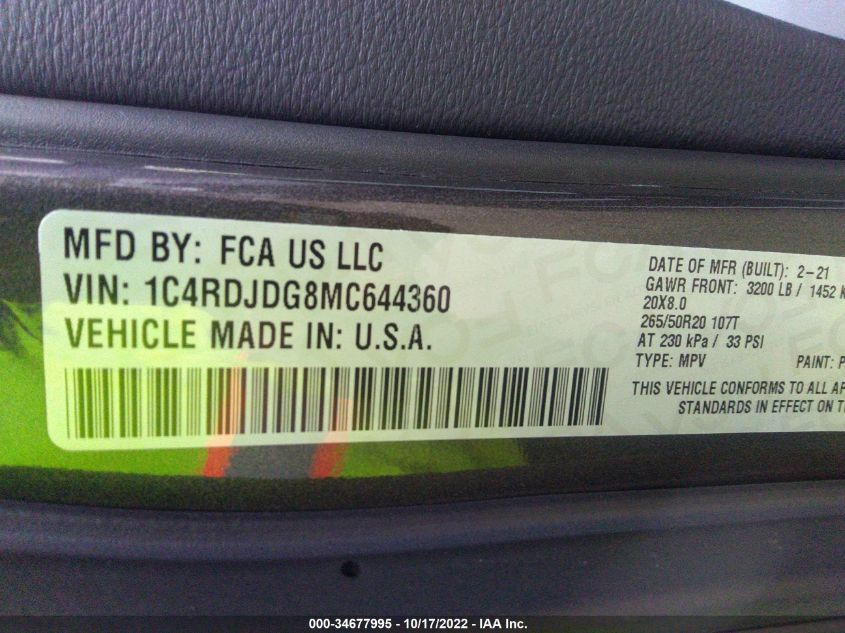 MFD BY: FCA US LLC
VIN: 1C4RDJDG8MC644360
VEHICLE MADE IN: U.S.A.
DATE OF MFR (BUILT): 2-21
GAWR FRONT: 3200 LB / 1452 K
20X8.0
265/50R20 107T
AT 230 kPa / 33 PSI
TYPE: MPV PAINT: P
THIS VEHICLE CONFORMS TO ALL AP
STANDARDS IN EFFECT ON T
000-34677995 - 10/17/2022 - IAA Inc.